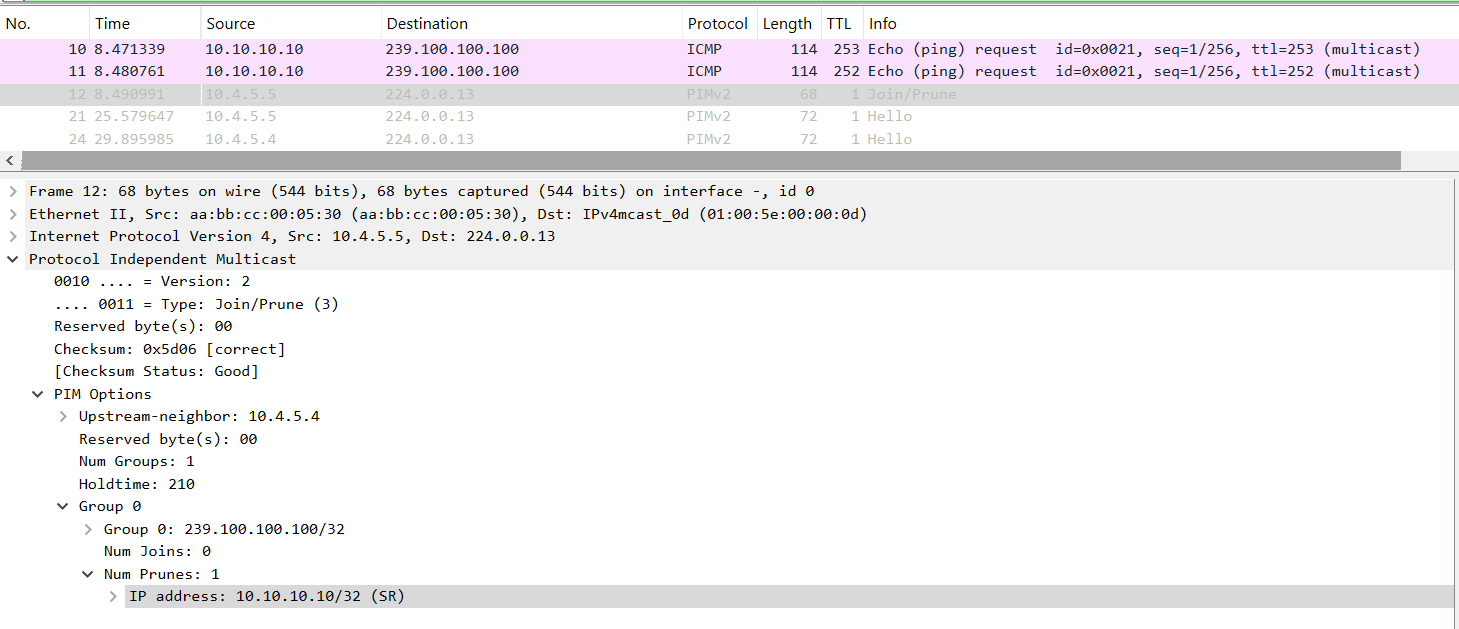 No. Time Source Destination Protocol Length TTL Info
10 8.471339 10.10.10.10 239.100.100.100 ICMP 114 253 Echo (ping) request id=0x0021, seq=1/256, ttl=253 (multicast)
11 8.480761 10.10.10.10 239.100.100.100 ICMP 114 252 Echo (ping) request id=0x0021, seq=1/256, ttl=252 (multicast)
12 8.490991 10.4.5.5 224.0.0.13 PIMv2 68 1 Join/Prune
21 25.579647 10.4.5.5 224.0.0.13 PIMv2 72 1 Hello
24 29.895985 10.4.5.4 224.0.0.13 PIMv2 72 1 Hello
Frame 12: 68 bytes on wire (544 bits), 68 bytes captured (544 bits) on interface -, id 0
Ethernet II, Src: aa:bb:cc:00:05:30 (aa:bb:cc:00:05:30), Dst: IPv4mcast_0d (01:00:5e:00:00:0d)
Internet Protocol Version 4, Src: 10.4.5.5, Dst: 224.0.0.13
Protocol Independent Multicast
0010 .... = Version: 2
.... 0011 = Type: Join/Prune (3)
Reserved byte(s): 00
Checksum: 0x5d06 [correct]
[Checksum Status: Good]
PIM Options
Upstream-neighbor: 10.4.5.4
Reserved byte(s): 00
Num Groups: 1
Holdtime: 210
Group 0
Group 0: 239.100.100.100/32
Num Joins: 0
Num Prunes: 1
IP address: 10.10.10.10/32 (SR)